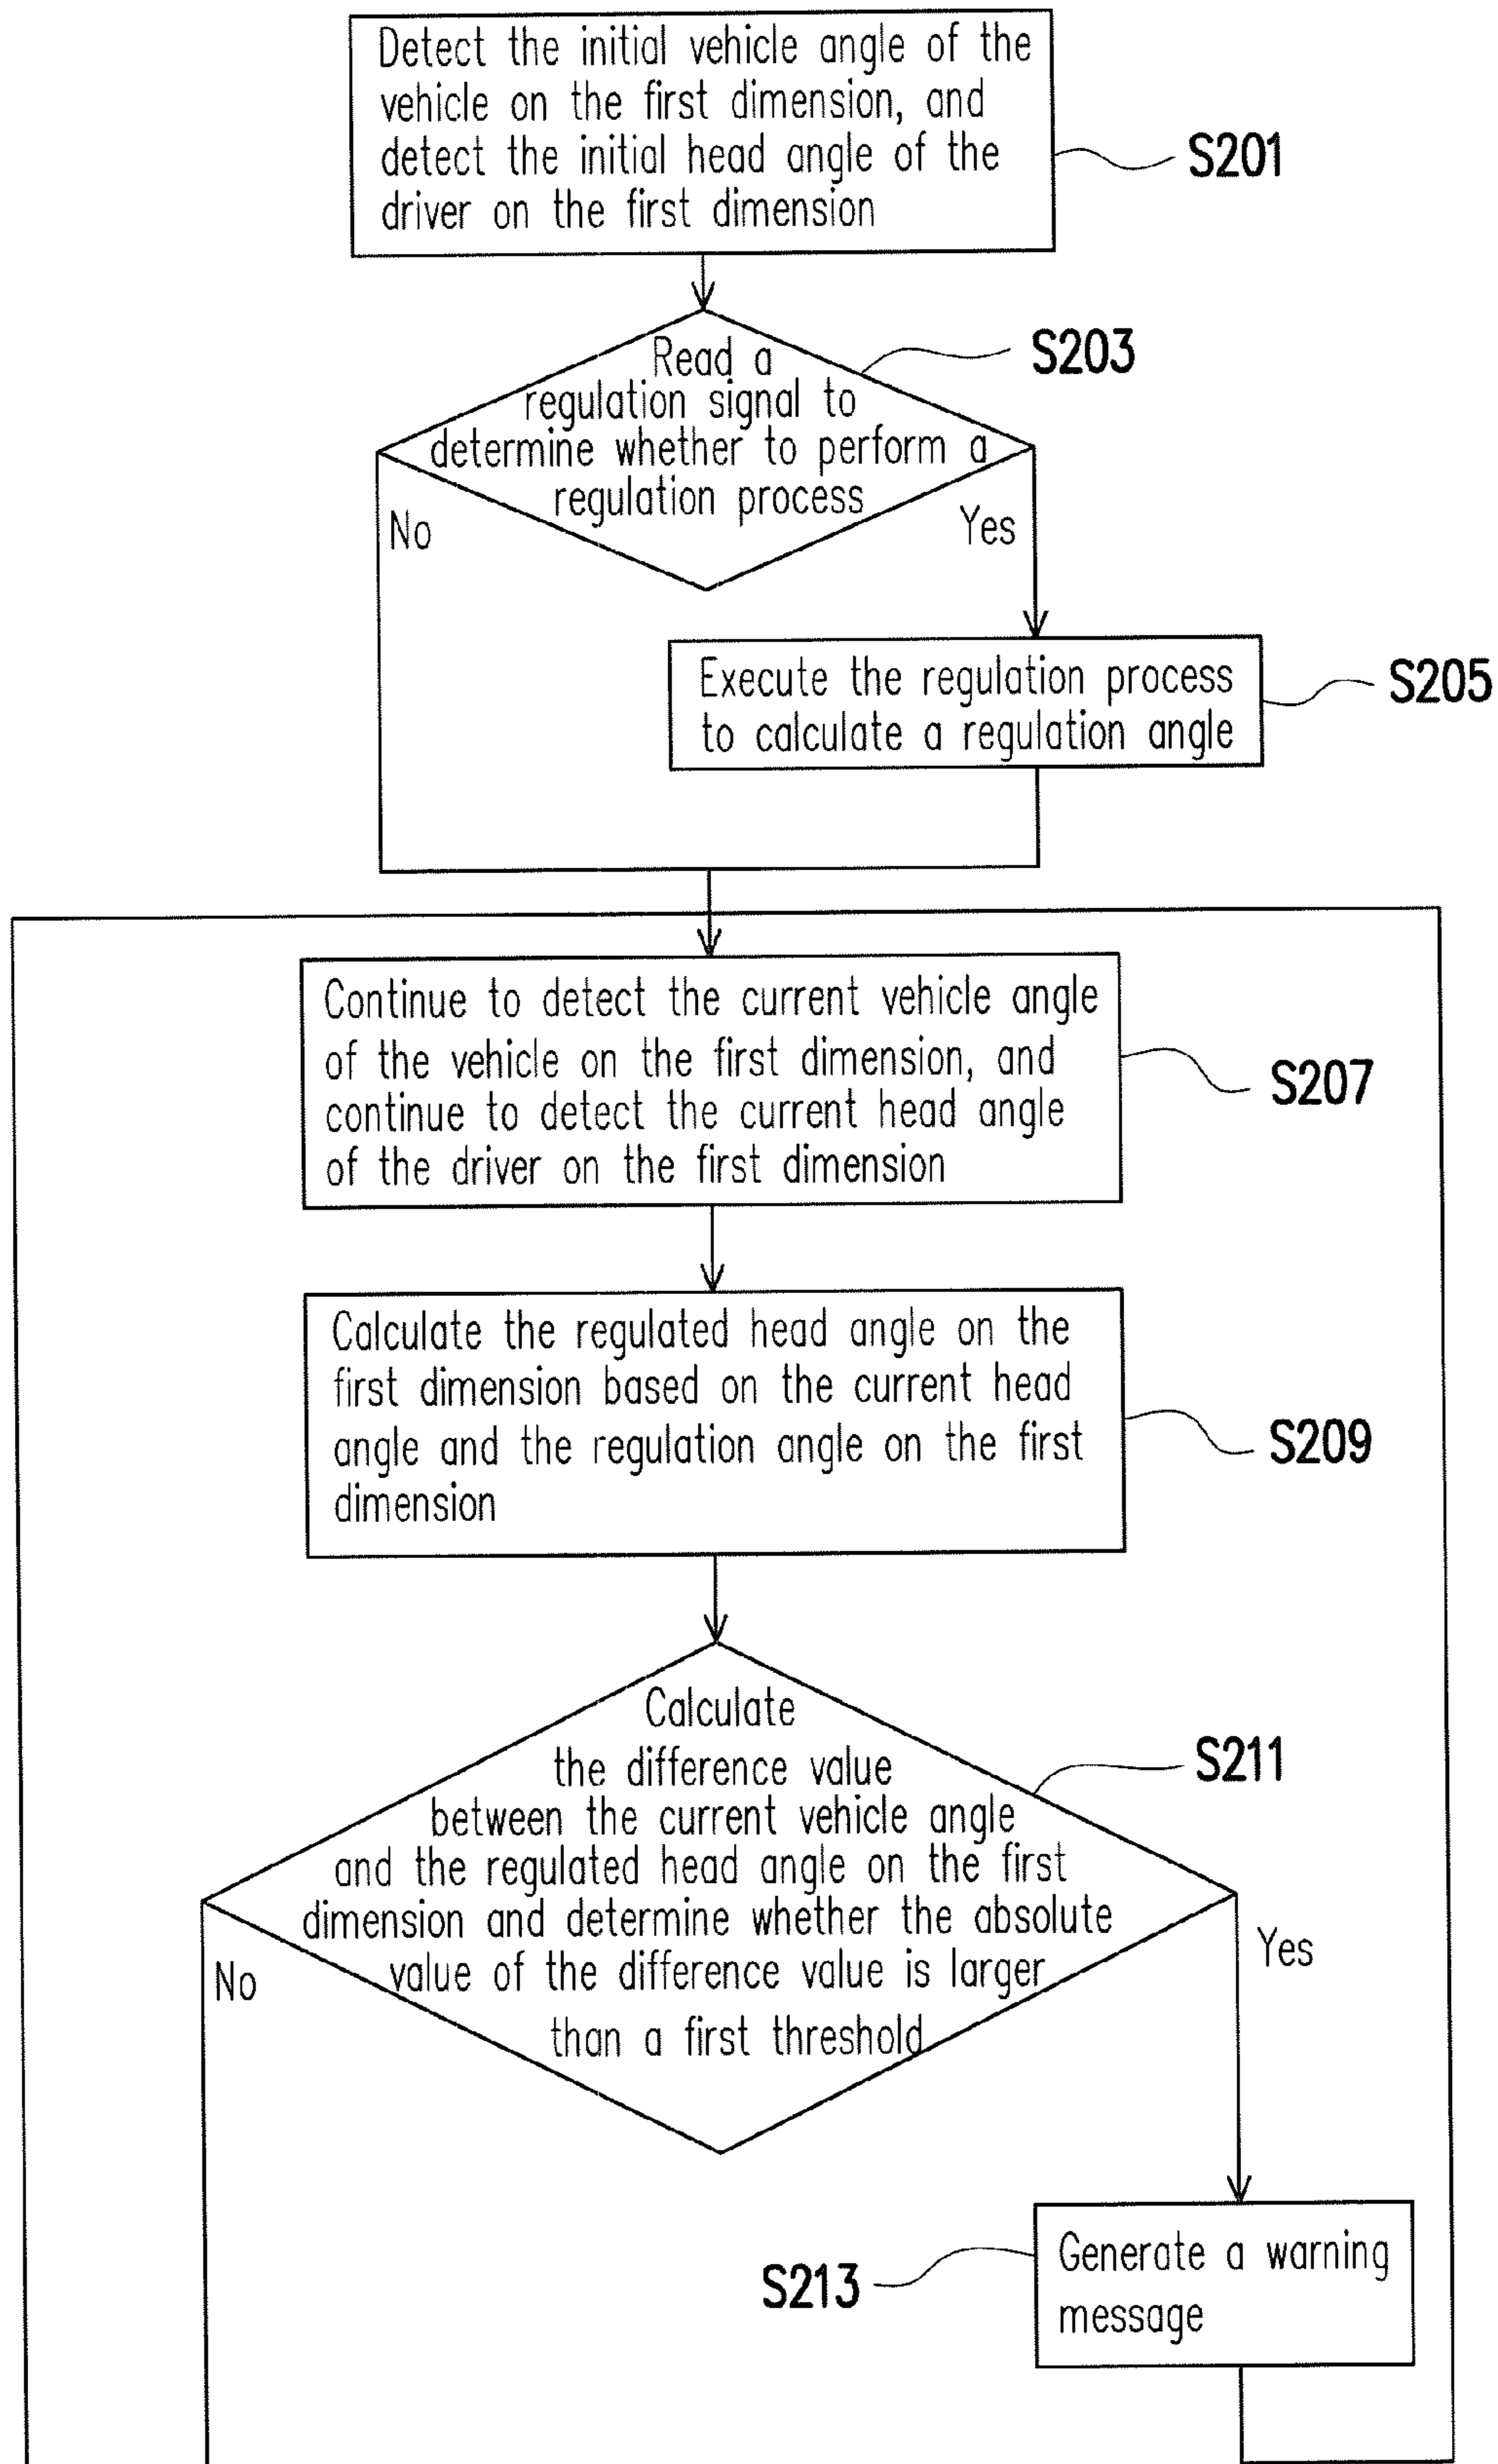 Detect the initial vehicle angle of the
vehicle on the first dimension, and
detect the initial head angle of the
driver on the first dimension
S201
Read a
regulation signal to
determine whether to perform a
regulation process
S203
No
Yes
Execute the regulation process
to calculate a regulation angle
S205
Continue to detect the current vehicle angle
of the vehicle on the first dimension, and
continue to detect the current head angle
of the driver on the first dimension
S207
Calculate the regulated head angle on the
first dimension based on the current head
angle and the regulation angle on the first
dimension
S209
Calculate
the difference value
between the current vehicle angle
and the regulated head angle on the first
dimension and determine whether the absolute
value of the difference value is larger
than a first threshold
S211
No
Yes
Generate a warning
message
S213